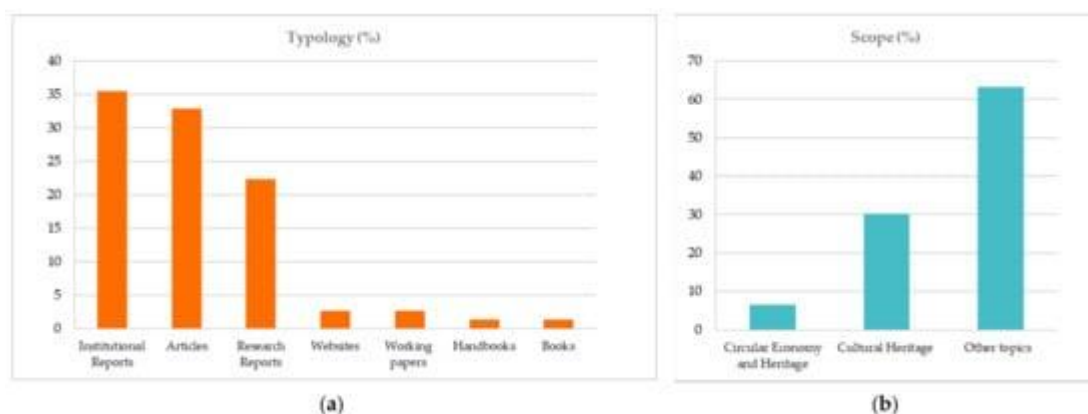 Typology (%)
40
35
30
25
20
15
10
5
0
Institutional
Reports
Articles
Research
Reports
Websites
Working
papers
Handbooks
Books
(a)
Scope (%)
70
60
50
40
30
20
10
0
Circular Economy
and Heritage
Cultural Heritage
Other topics
(b)